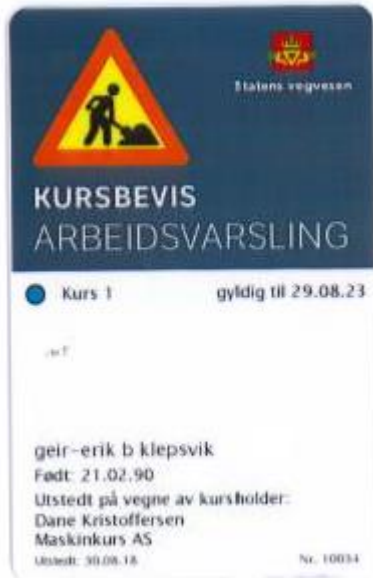 Statens vegvesen
KURSBEVIS
ARBEIDSVARSLING
Kurs 1 gyldig til 29.08.23
geir-erik b klepsvik
Født: 21.02.90
Utstedt på vegne av kursholder:
Dane Kristoffersen
Maskinkurs AS
Utstedt: 30.08.18 Nr. 10034